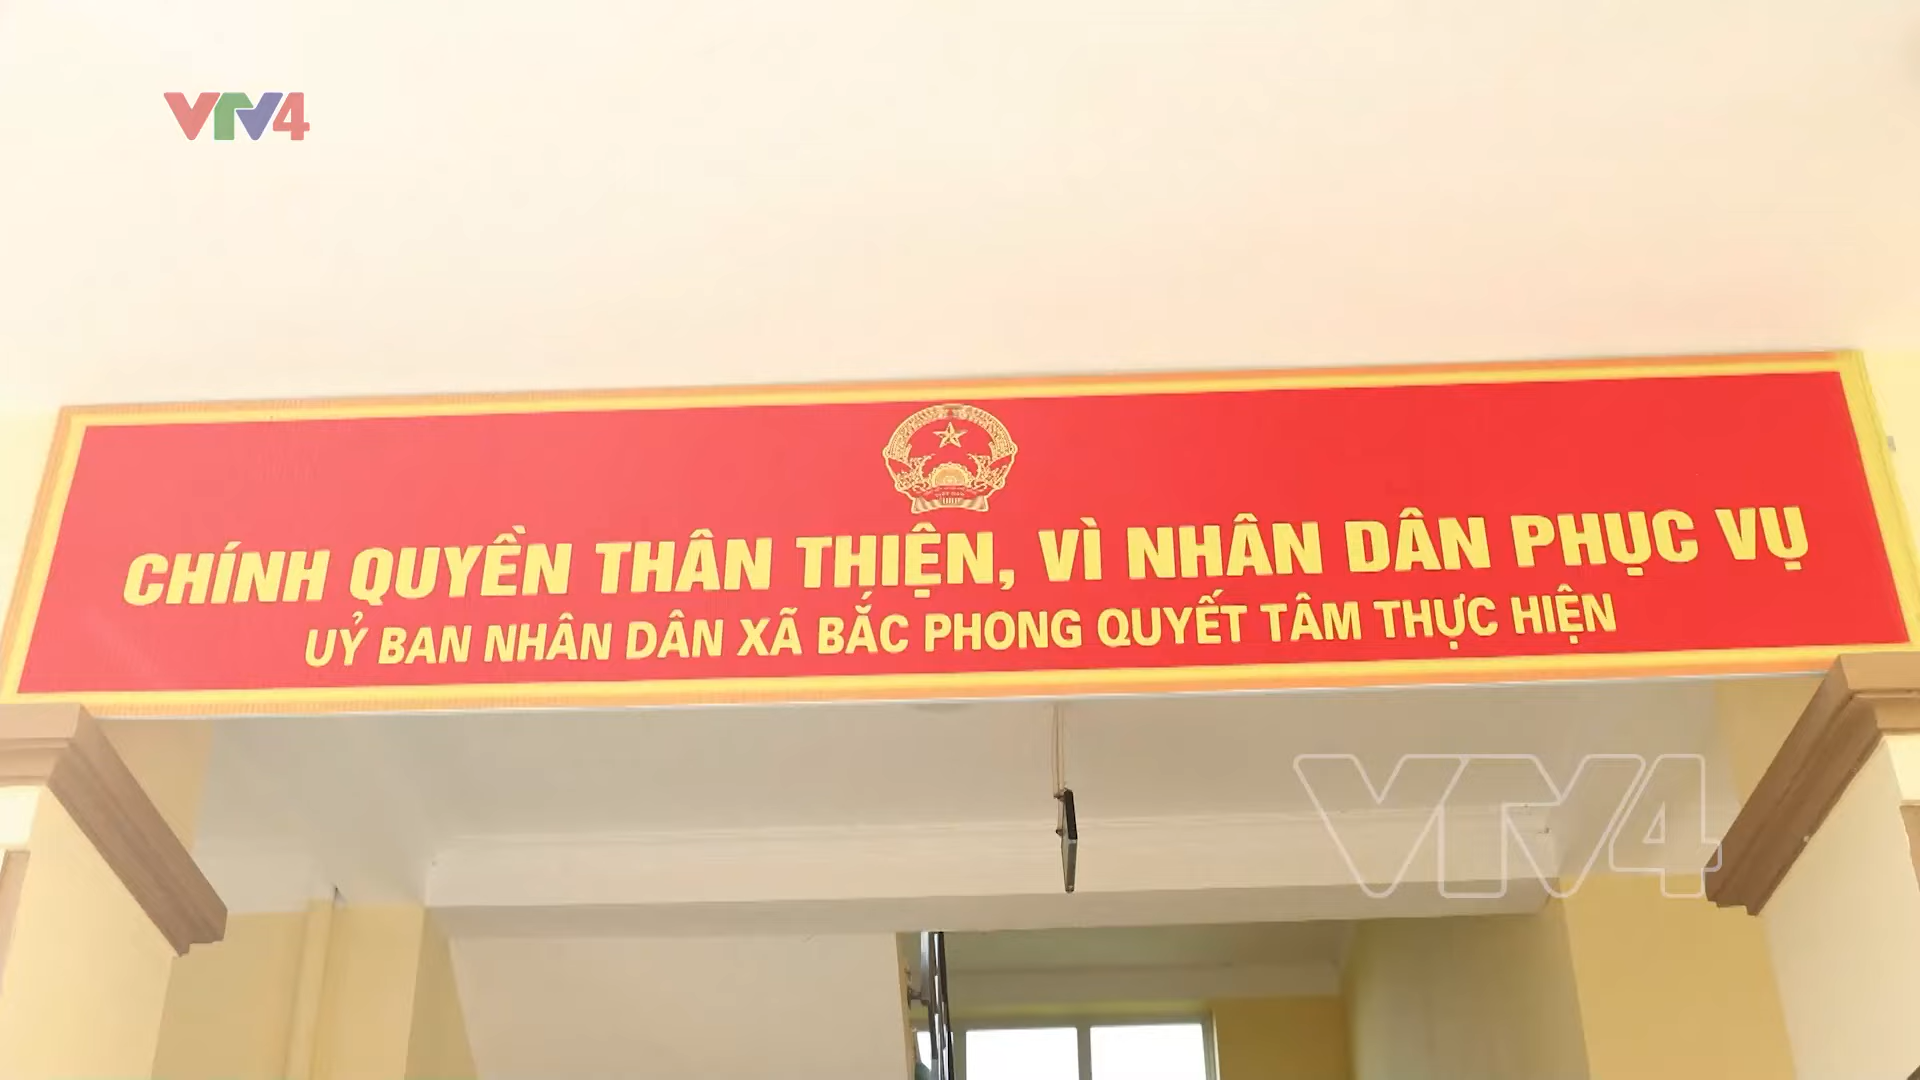 VTV4
CHÍNH QUYỀN THÂN THIỆN, VÌ NHÂN DÂN PHỤC VỤ
UỶ BAN NHÂN DÂN XÃ BẮC PHONG QUYẾT TÂM THỰC HIỆN
VTV4